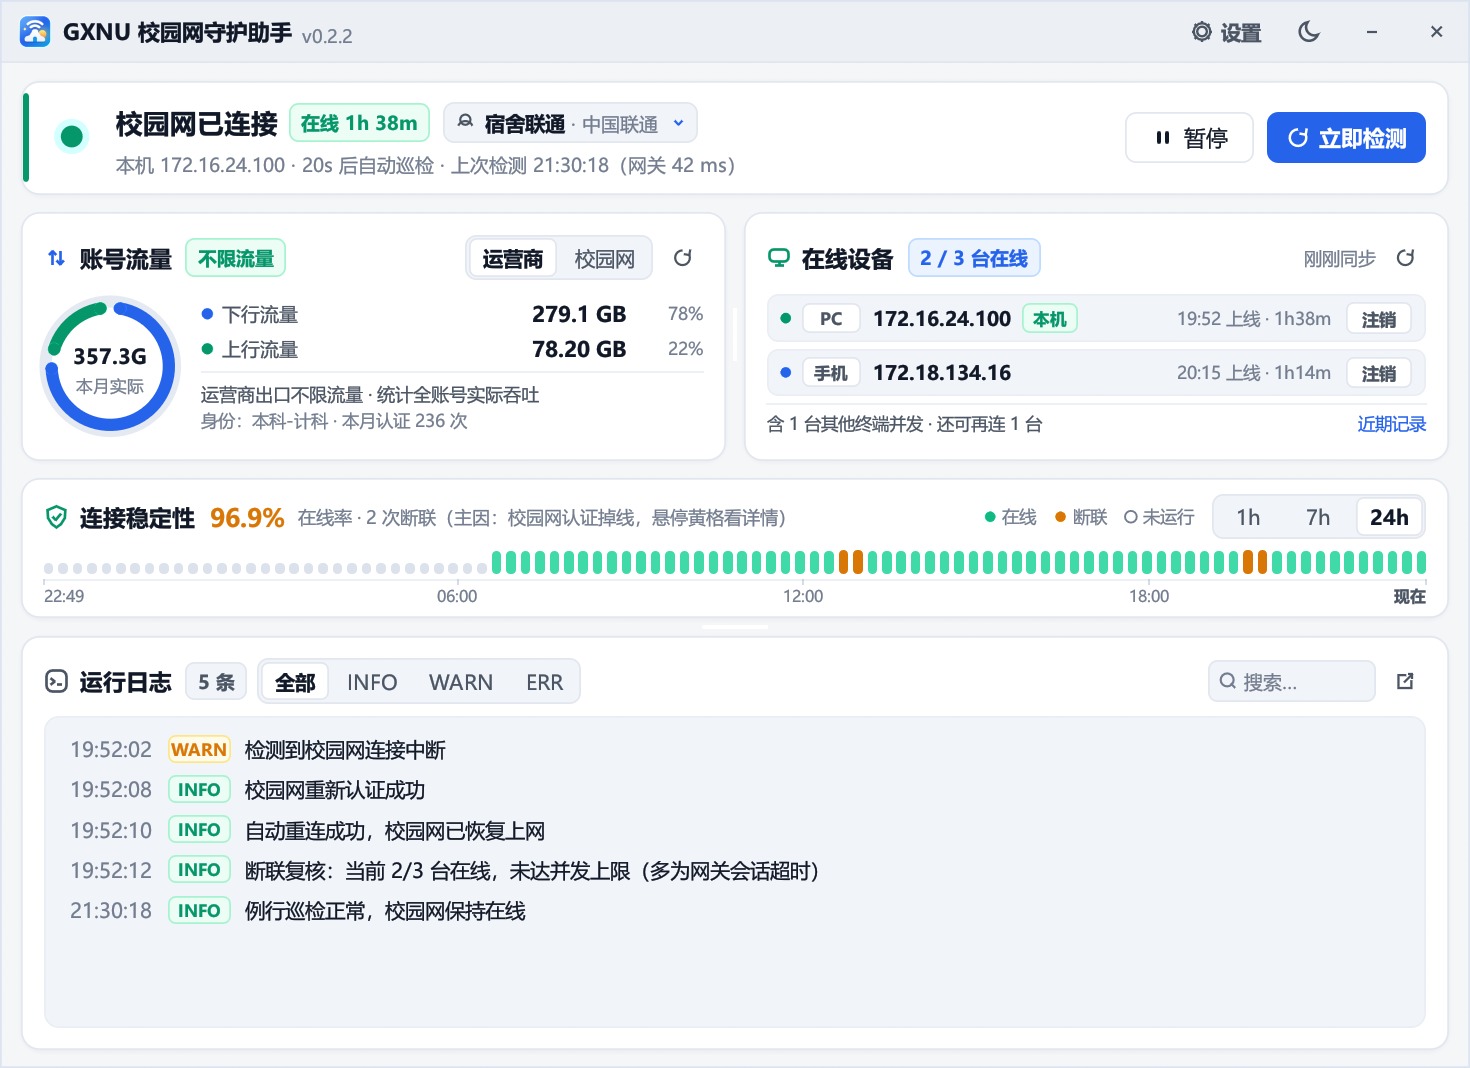 GXNU 校园网守护助手 v0.2.2
设置
校园网已连接 在线 1h 38m 宿舍联通 · 中国联通
本机 172.16.24.100 · 20s 后自动巡检 · 上次检测 21:30:18（网关 42 ms）
暂停 立即检测
账号流量 不限流量 运营商 校园网
357.3G
本月实际
下行流量 279.1 GB 78%
上行流量 78.20 GB 22%
运营商出口不限流量 · 统计全账号实际吞吐
身份：本科-计科 · 本月认证 236 次
在线设备 2 / 3 台在线 刚刚同步
PC 172.16.24.100 本机 19:52 上线 · 1h38m 注销
手机 172.18.134.16 20:15 上线 · 1h14m 注销
含 1 台其他终端并发 · 还可再连 1 台 近期记录
连接稳定性 96.9% 在线率 · 2 次断联（主因：校园网认证掉线，悬停黄格看详情） 在线 断联 未运行 1h 7h 24h
22:49 06:00 12:00 18:00 现在
运行日志 5 条 全部 INFO WARN ERR 搜索...
19:52:02 WARN 检测到校园网连接中断
19:52:08 INFO 校园网重新认证成功
19:52:10 INFO 自动重连成功，校园网已恢复上网
19:52:12 INFO 断联复核：当前 2/3 台在线，未达并发上限（多为网关会话超时）
21:30:18 INFO 例行巡检正常，校园网保持在线